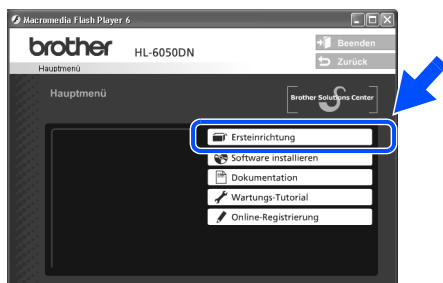 Macromedia Flash Player 6
brother HL-6050DN
Beenden
Zurück
Hauptmenü
Hauptmenü
Brother Solutions Center
Ersteinrichtung
Software installieren
Dokumentation
Wartungs-Tutorial
Online-Registrierung